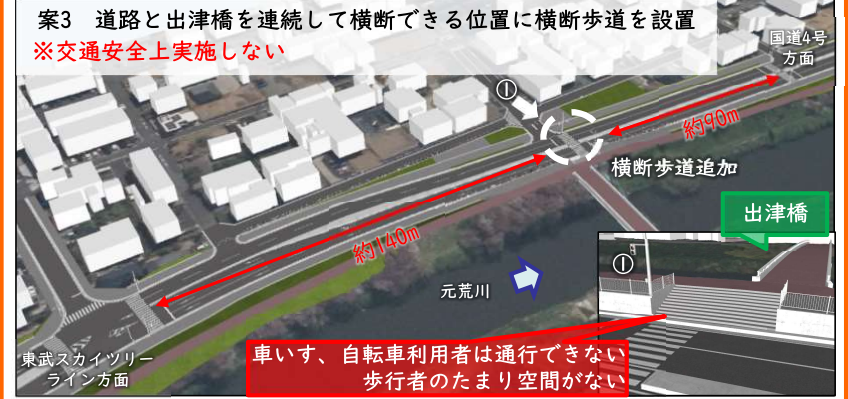 案3　道路と出津橋を連続して横断できる位置に横断歩道を設置
※交通安全上実施しない
国道4号
方面
①
約90m
横断歩道追加
出津橋
約140m
①
元荒川
東武スカイツリー
ライン方面
車いす、自転車利用者は通行できない
歩行者のたまり空間がない